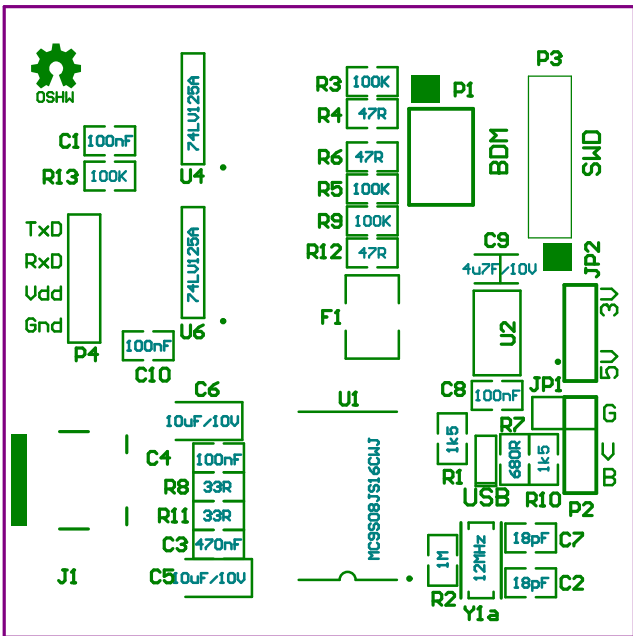 OSHW
C1
100nF
R13
100K
TxD
RxD
Vdd
Gnd
P4
74LV125A
U4
74LV125A
U6
100nF
C10
R3
100K
R4
47R
R6
47R
R5
100K
R9
100K
R12
47R
F1
P1
BDM
P3
SWD
C9
4u7F/10V
JP2
U2
3V
5V
C8
100nF
JP1
G
V
B
P2
R7
680R
1k5
R10
1k5
R1
USB
C6
10uF/10V
C4
100nF
R8
33R
R11
33R
C3
470nF
C5
10uF/10V
J1
U1
MC9S08JS16CWJ
1M
R2
12MHz
Y1a
18pF
C7
18pF
C2